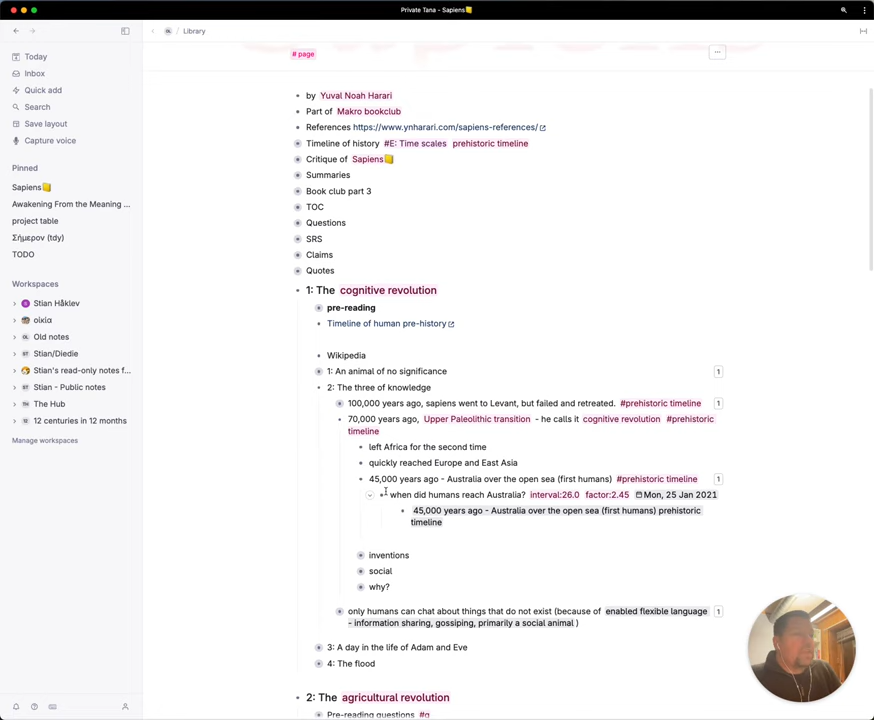 Private Tana - Sapiens📒
Library
Today
Inbox
Quick add
Search
Save layout
Capture voice
Pinned
Sapiens📒
Awakening From the Meaning ...
project table
Σήμερον (tdy)
TODO
Workspaces
Stian Håklev
οἰκία
OL Old notes
ST Stian/Diedie
Stian's read-only notes f...
ST Stian - Public notes
TH The Hub
12 12 centuries in 12 months
Manage workspaces
# page
by Yuval Noah Harari
Part of Makro bookclub
References https://www.ynharari.com/sapiens-references/
Timeline of history #E: Time scales prehistoric timeline
Critique of Sapiens📒
Summaries
Book club part 3
TOC
Questions
SRS
Claims
Quotes
1: The cognitive revolution
pre-reading
Timeline of human pre-history
Wikipedia
1: An animal of no significance 1
2: The three of knowledge
100,000 years ago, sapiens went to Levant, but failed and retreated. #prehistoric timeline 1
70,000 years ago, Upper Paleolithic transition - he calls it cognitive revolution #prehistoric
timeline
left Africa for the second time
quickly reached Europe and East Asia
45,000 years ago - Australia over the open sea (first humans) #prehistoric timeline 1
when did humans reach Australia? interval:26.0 factor:2.45 Mon, 25 Jan 2021
45,000 years ago - Australia over the open sea (first humans) prehistoric
timeline
inventions
social
why?
only humans can chat about things that do not exist (because of enabled flexible language 1
- information sharing, gossiping, primarily a social animal )
3: A day in the life of Adam and Eve
4: The flood
2: The agricultural revolution
Pre-reading questions #q